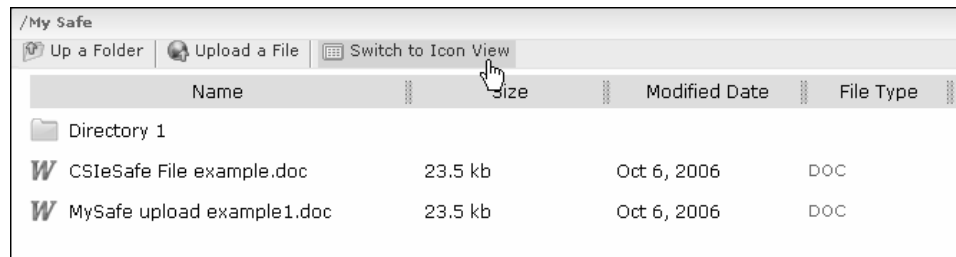 /My Safe
Up a Folder Upload a File Switch to Icon View
Name Size Modified Date File Type
Directory 1
W CSIeSafe File example.doc 23.5 kb Oct 6, 2006 DOC
W MySafe upload example1.doc 23.5 kb Oct 6, 2006 DOC